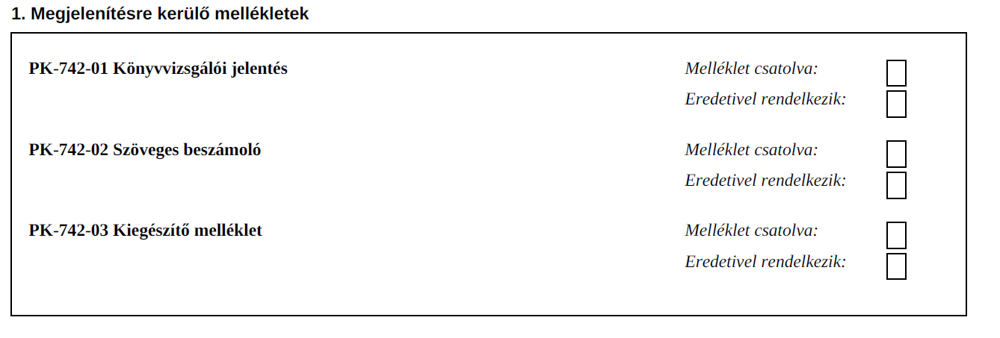 1. Megjelenítésre kerülő mellékletek
PK-742-01 Könyvvizsgálói jelentés Melléklet csatolva:
Eredetivel rendelkezik:
PK-742-02 Szöveges beszámoló Melléklet csatolva:
Eredetivel rendelkezik:
PK-742-03 Kiegészítő melléklet Melléklet csatolva:
Eredetivel rendelkezik: